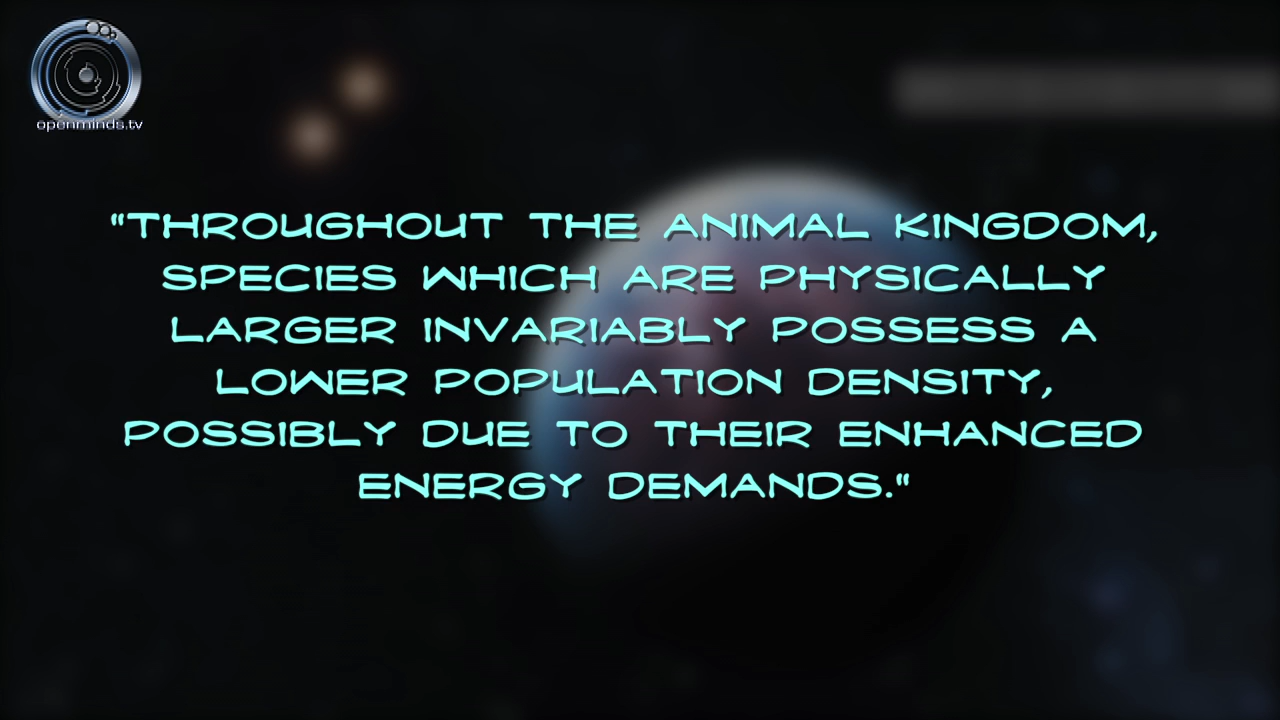 openminds.tv
"THROUGHOUT THE ANIMAL KINGDOM,
SPECIES WHICH ARE PHYSICALLY
LARGER INVARIABLY POSSESS A
LOWER POPULATION DENSITY,
POSSIBLY DUE TO THEIR ENHANCED
ENERGY DEMANDS."